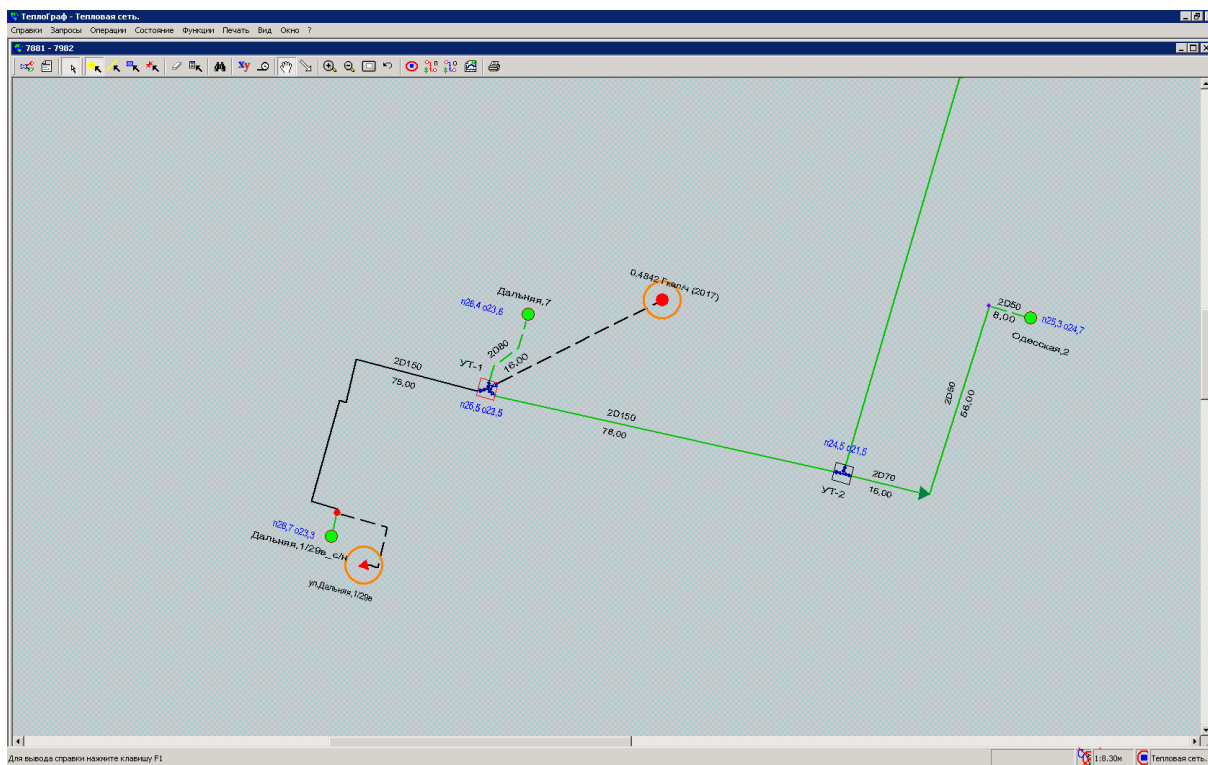 ТеплоГраф - Тепловая сеть.
Справки Запросы Операции Состояние Функции Печать Вид Окно ?
7881 - 7982
xy
0,4842 Гкал/ч (2017)
Дальняя,7
п26,4 о23,6
2D80
16,00
УТ-1
2D150
75,00
п26,5 о23,5
2D150
78,00
2D50
8,00
п25,3 о24,7
Одесская,2
2D50
56,00
п24,5 о21,5
2D70
16,00
УТ-2
п26,7 о23,3
Дальняя,1/29в_с/н
ул.Дальняя,1/29в
Для вывода справки нажмите клавишу F1
1:8.30м
Тепловая сеть.